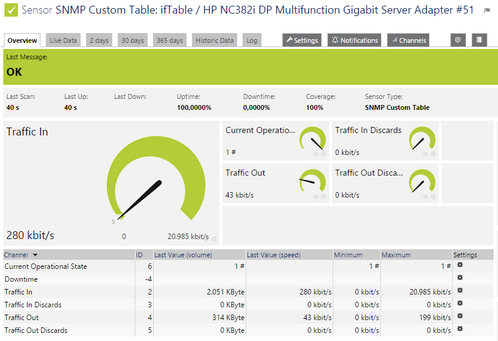 Sensor SNMP Custom Table: ifTable / HP NC382i DP Multifunction Gigabit Server Adapter #51
Overview Live Data 2 days 30 days 365 days Historic Data Log Settings Notifications Channels
Last Message:
OK
Last Scan: Last Up: Last Down: Uptime: Downtime: Coverage: Sensor Type:
40 s 40 s 100,0000% 0,0000% 100% SNMP Custom Table
Traffic In
0 20.985 kbit/s
280 kbit/s
Current Operatio...
1 #
Traffic In Discards
0 kbit/s
Traffic Out
43 kbit/s
Traffic Out Disca...
0 kbit/s
Channel ID Last Value (volume) Last Value (speed) Minimum Maximum Settings
Current Operational State 6 1 # 1 # 1 #
Downtime -4
Traffic In 2 2.051 KByte 280 kbit/s 0 kbit/s 20.985 kbit/s
Traffic In Discards 3 0 KByte 0 kbit/s 0 kbit/s 0 kbit/s
Traffic Out 4 314 KByte 43 kbit/s 0 kbit/s 199 kbit/s
Traffic Out Discards 5 0 KByte 0 kbit/s 0 kbit/s 0 kbit/s